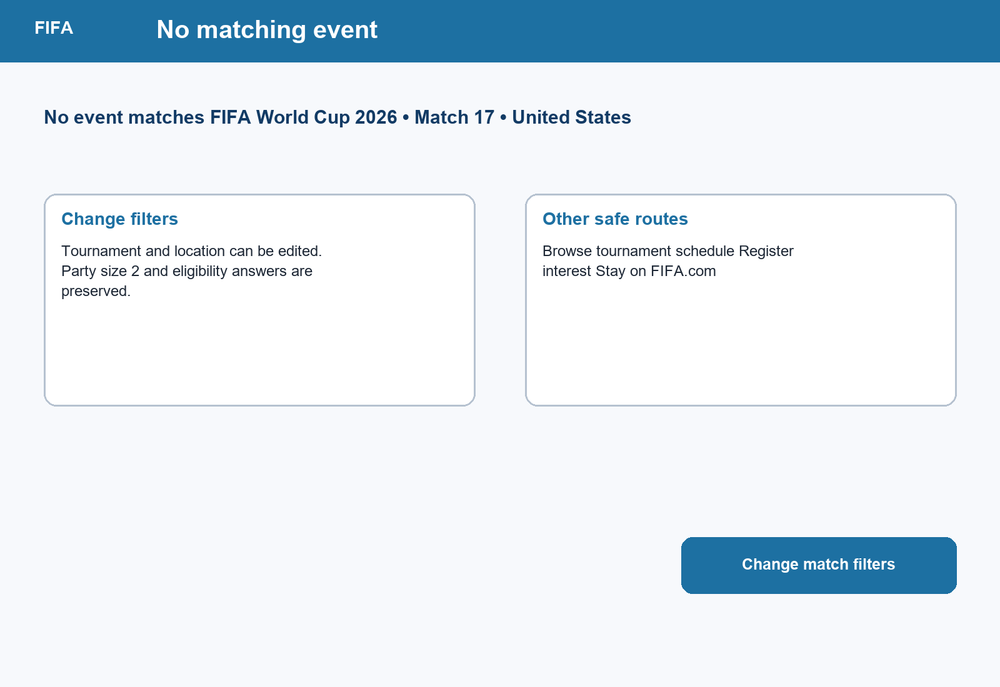 FIFA
No matching event
No event matches FIFA World Cup 2026 • Match 17 • United States
Change filters
Tournament and location can be edited.
Party size 2 and eligibility answers are
preserved.
Other safe routes
Browse tournament schedule Register
interest Stay on FIFA.com
Change match filters